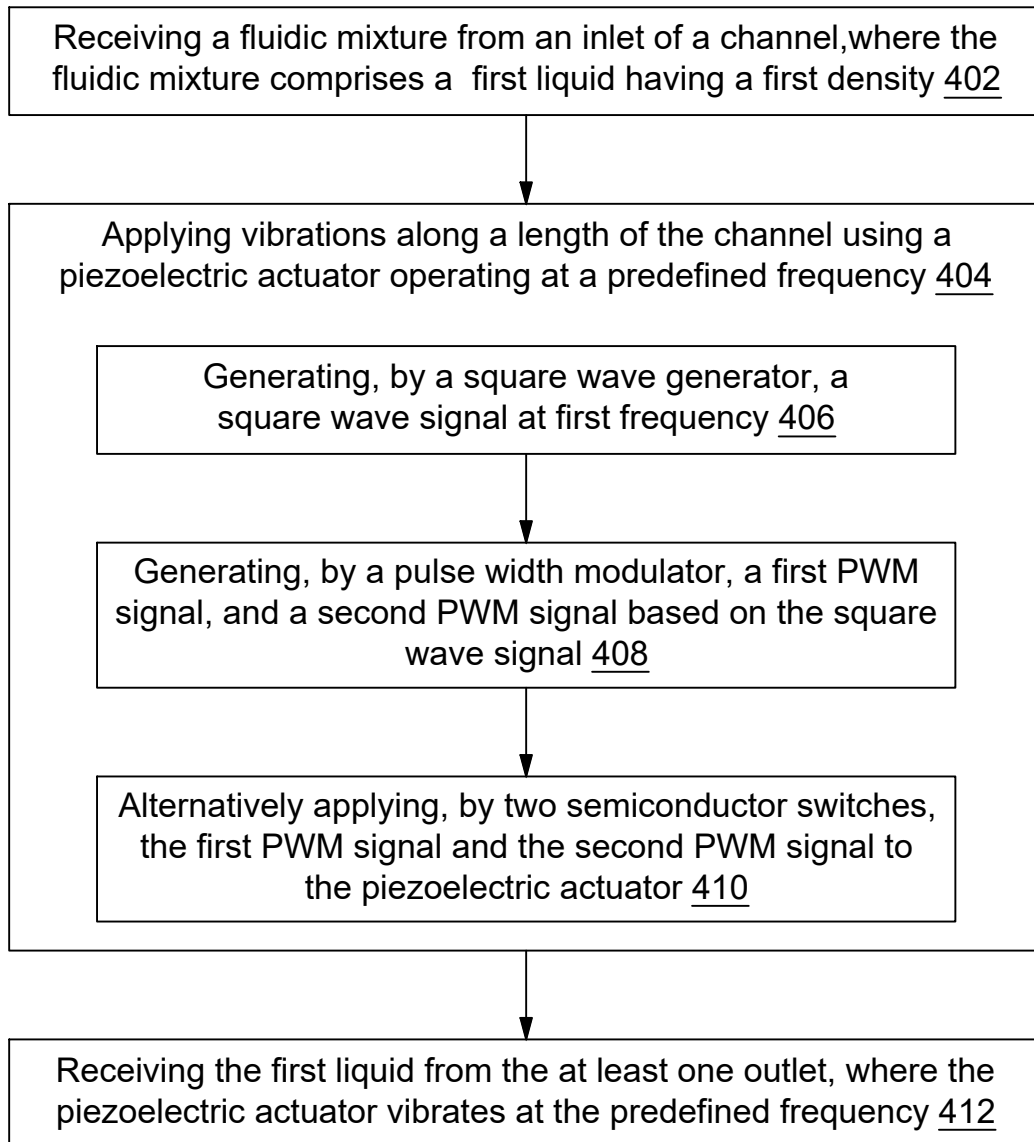 Receiving a fluidic mixture from an inlet of a channel,where the
fluidic mixture comprises a first liquid having a first density 402
Applying vibrations along a length of the channel using a
piezoelectric actuator operating at a predefined frequency 404
Generating, by a square wave generator, a
square wave signal at first frequency 406
Generating, by a pulse width modulator, a first PWM
signal, and a second PWM signal based on the square
wave signal 408
Alternatively applying, by two semiconductor switches,
the first PWM signal and the second PWM signal to
the piezoelectric actuator 410
Receiving the first liquid from the at least one outlet, where the
piezoelectric actuator vibrates at the predefined frequency 412